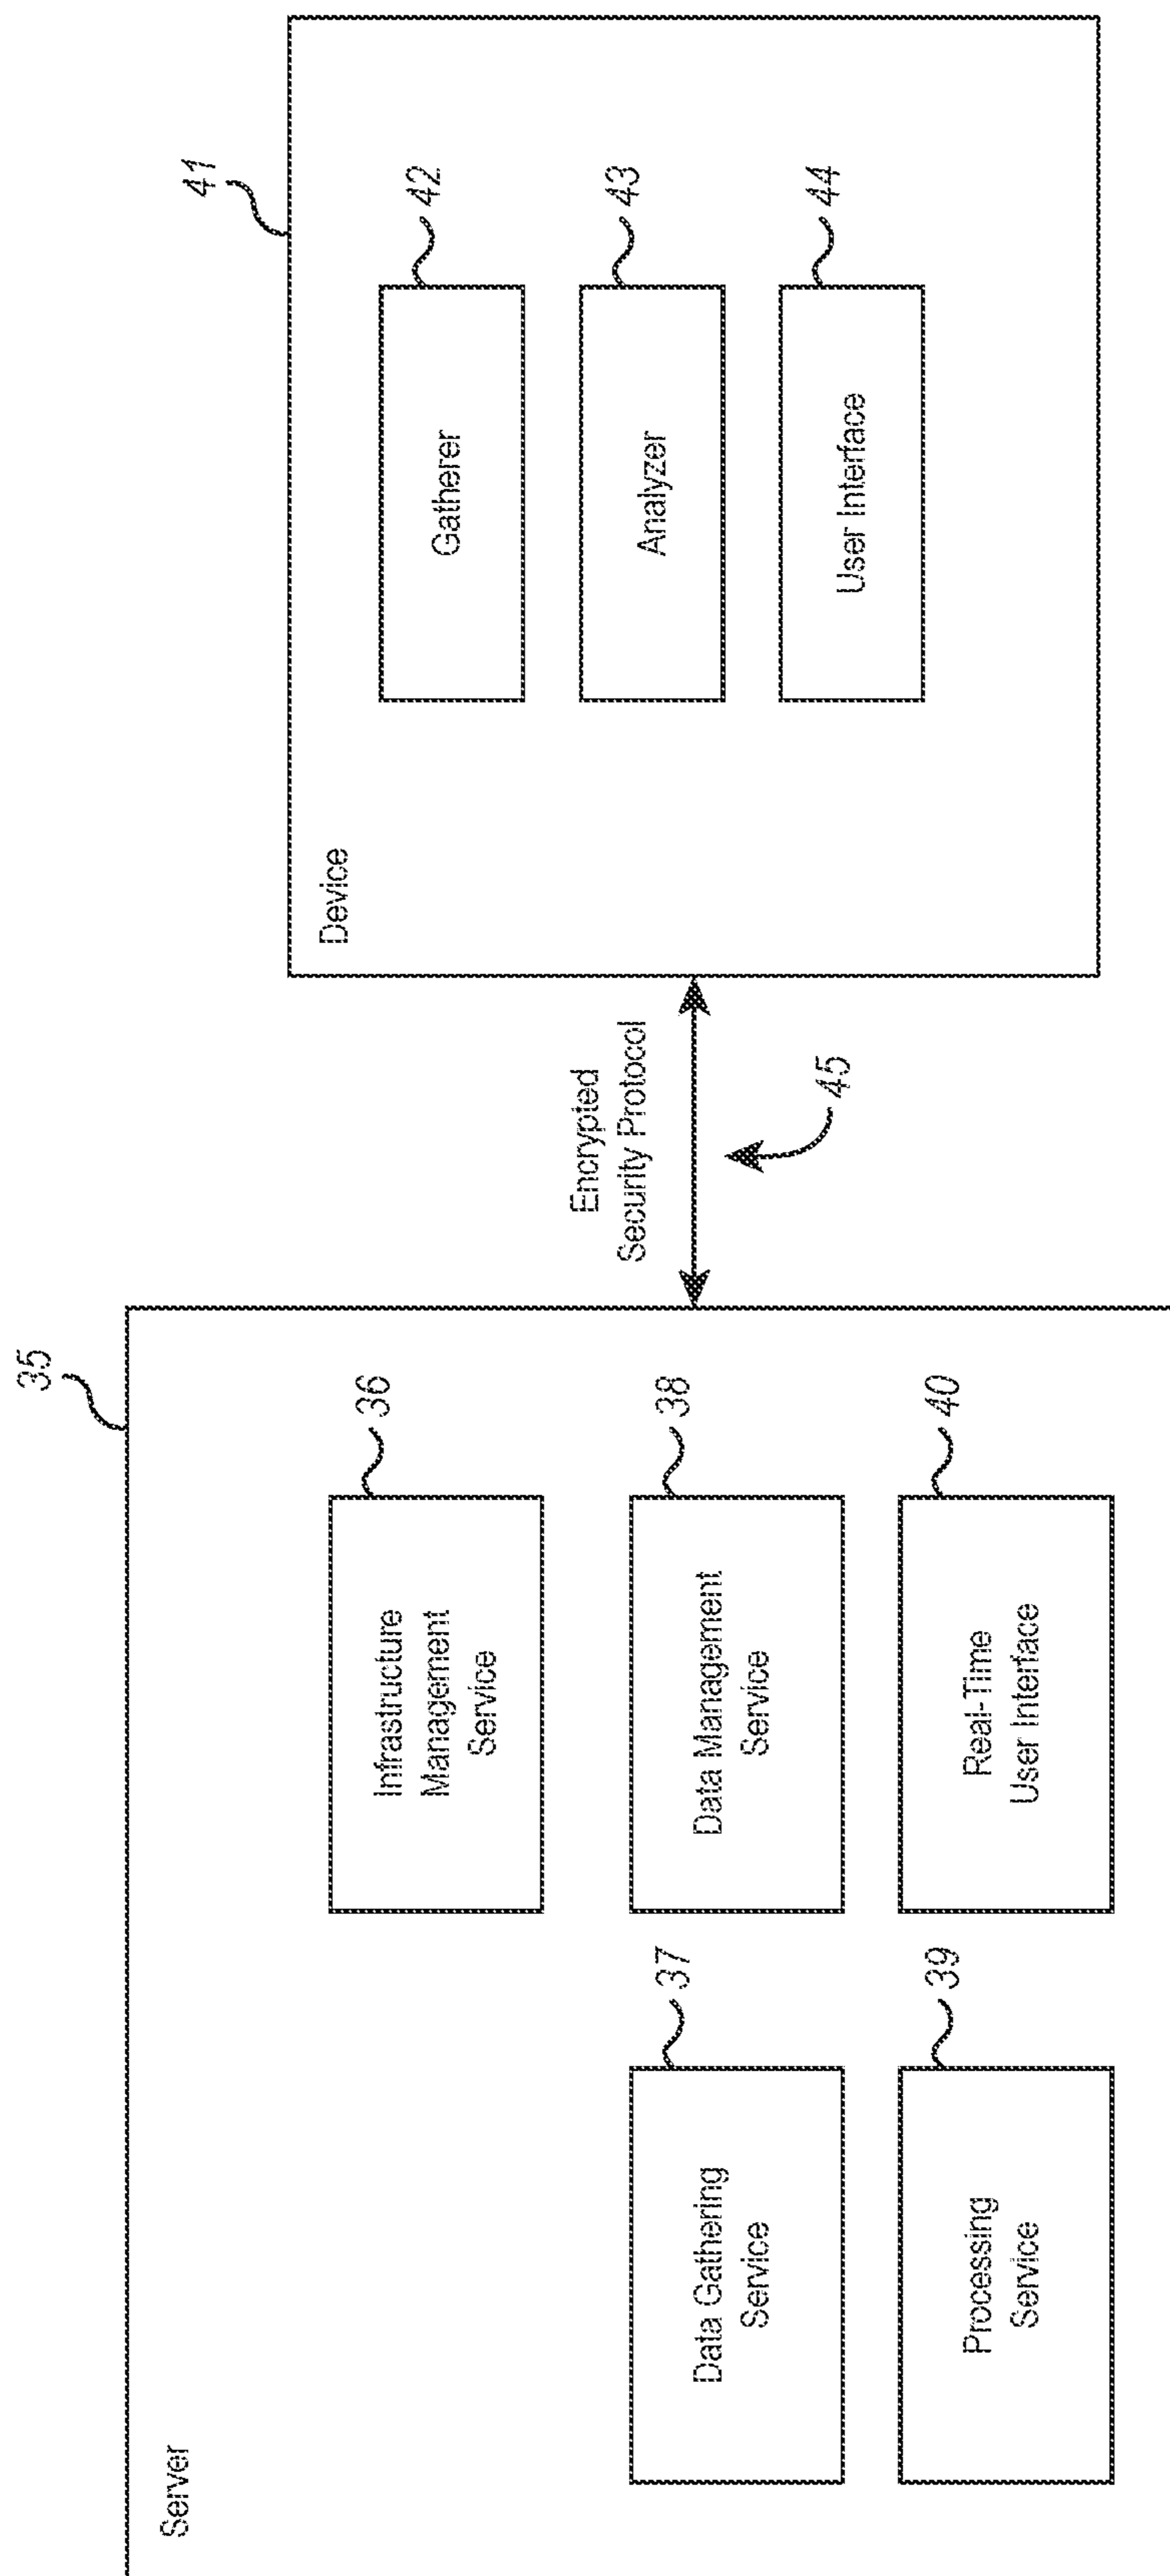 Server
35
Infrastructure
Management
Service
36
Data Gathering
Service
37
Data Management
Service
38
Processing
Service
39
Real-Time
User Interface
40
Encrypted
Security Protocol
45
Device
41
Gatherer
42
Analyzer
43
User Interface
44